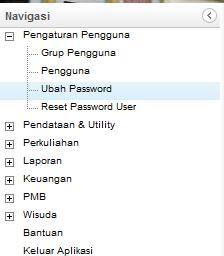 Navigasi
Pengaturan Pengguna
Grup Pengguna
Pengguna
Ubah Password
Reset Password User
Pendataan & Utility
Perkuliahan
Laporan
Keuangan
PMB
Wisuda
Bantuan
Keluar Aplikasi